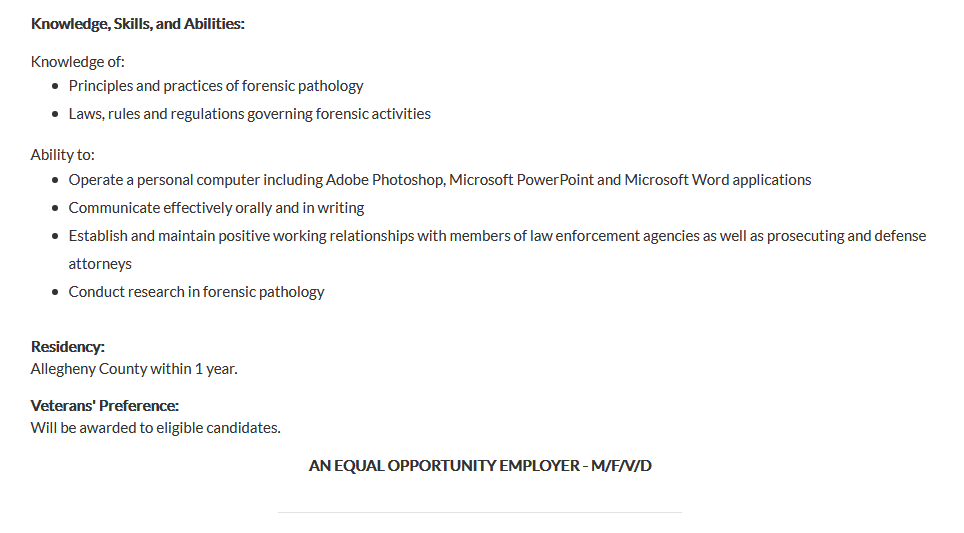 Knowledge, Skills, and Abilities:
Knowledge of:
• Principles and practices of forensic pathology
• Laws, rules and regulations governing forensic activities
Ability to:
• Operate a personal computer including Adobe Photoshop, Microsoft PowerPoint and Microsoft Word applications
• Communicate effectively orally and in writing
• Establish and maintain positive working relationships with members of law enforcement agencies as well as prosecuting and defense
attorneys
• Conduct research in forensic pathology
Residency:
Allegheny County within 1 year.
Veterans' Preference:
Will be awarded to eligible candidates.
AN EQUAL OPPORTUNITY EMPLOYER - M/F/V/D